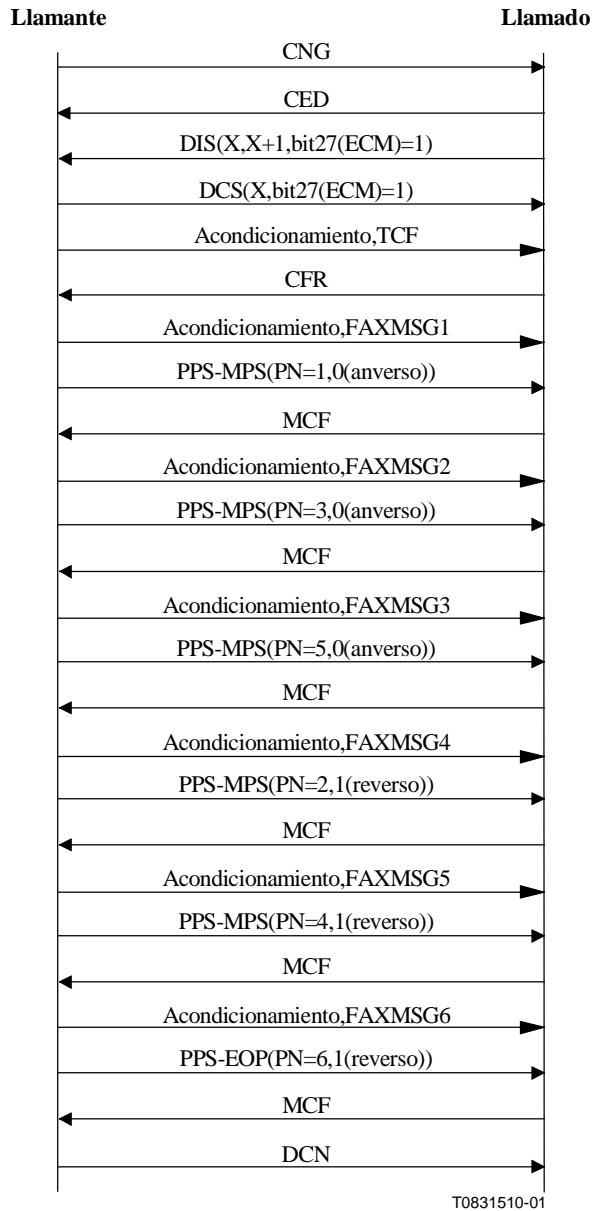 Llamante Llamado
CNG
CED
DIS(X,X+1,bit27(ECM)=1)
DCS(X,bit27(ECM)=1)
Acondicionamiento,TCF
CFR
Acondicionamiento,FAXMSG1
PPS-MPS(PN=1,0(anverso))
MCF
Acondicionamiento,FAXMSG2
PPS-MPS(PN=3,0(anverso))
MCF
Acondicionamiento,FAXMSG3
PPS-MPS(PN=5,0(anverso))
MCF
Acondicionamiento,FAXMSG4
PPS-MPS(PN=2,1(reverso))
MCF
Acondicionamiento,FAXMSG5
PPS-MPS(PN=4,1(reverso))
MCF
Acondicionamiento,FAXMSG6
PPS-EOP(PN=6,1(reverso))
MCF
DCN
T0831510-01